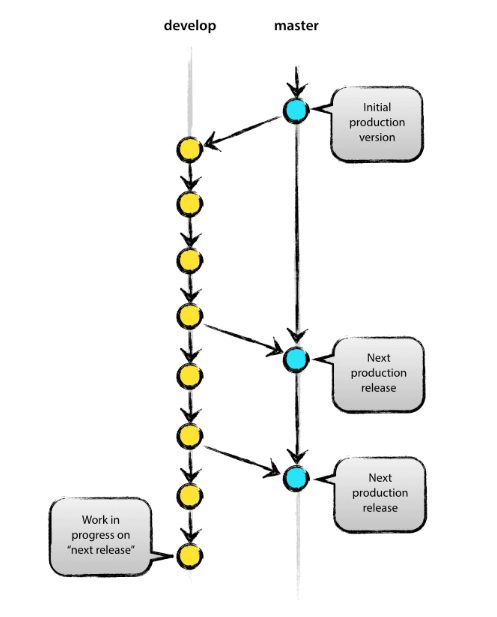 develop
master
Initial
production
version
Next
production
release
Next
production
release
Work in
progress on
“next release”